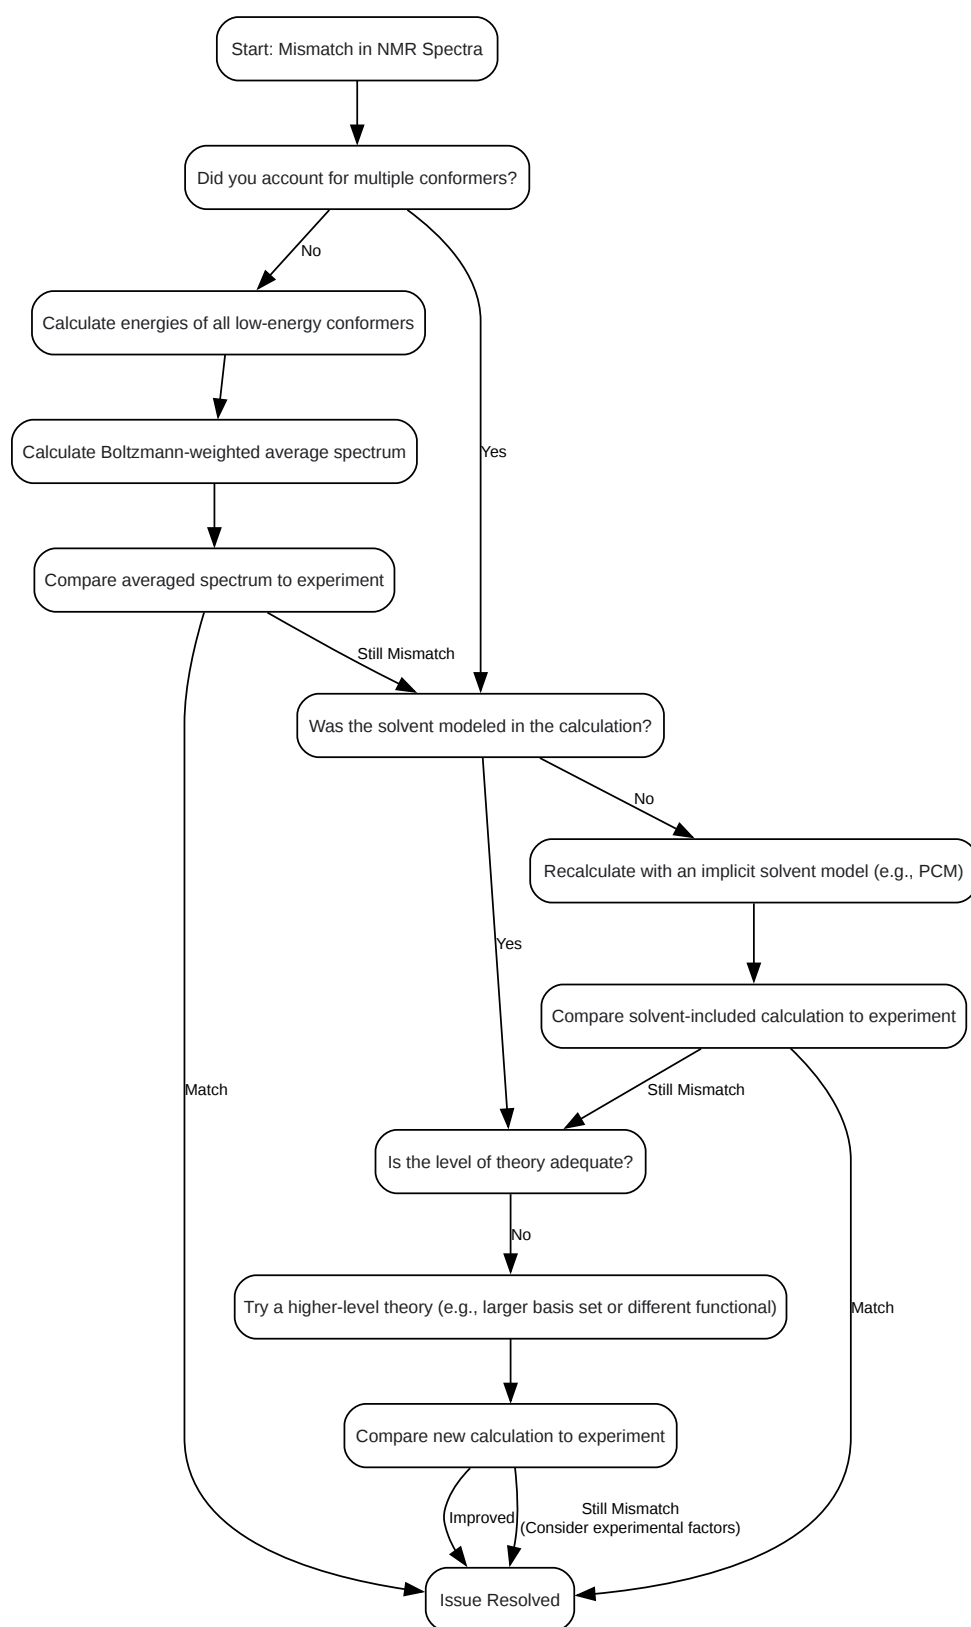 Start: Mismatch in NMR Spectra
Did you account for multiple conformers?
No
Calculate energies of all low-energy conformers
Calculate Boltzmann-weighted average spectrum
Yes
Compare averaged spectrum to experiment
Still Mismatch
Was the solvent modeled in the calculation?
No
Recalculate with an implicit solvent model (e.g., PCM)
Yes
Compare solvent-included calculation to experiment
Match
Still Mismatch
Is the level of theory adequate?
No
Try a higher-level theory (e.g., larger basis set or different functional)
Match
Compare new calculation to experiment
Improved
Still Mismatch
(Consider experimental factors)
Issue Resolved